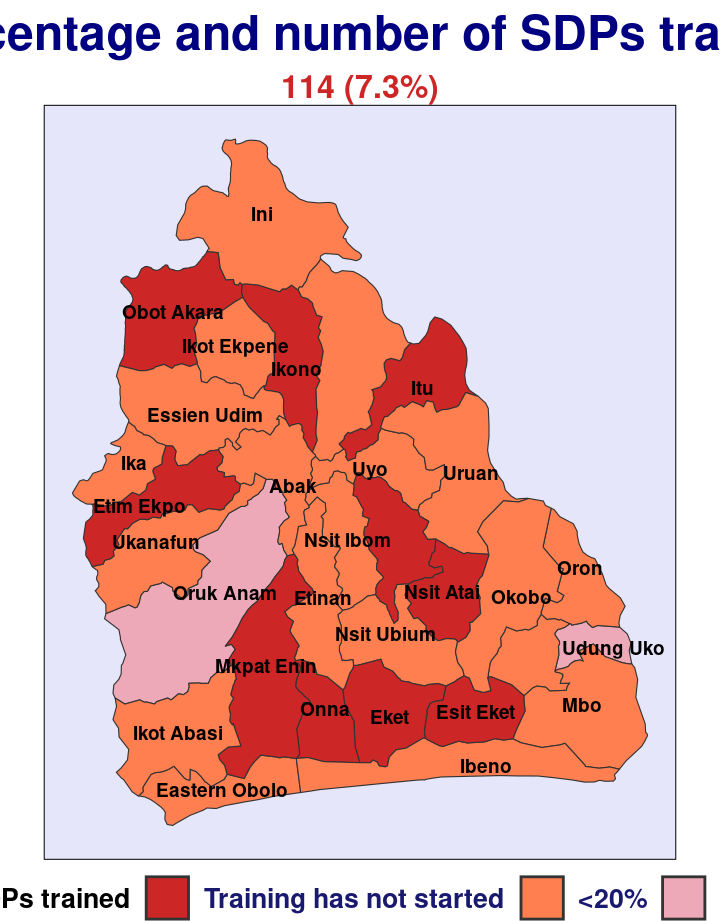 centage and number of SDPs tra
114 (7.3%)
Ini
Obot Akara
Ikot Ekpene
Ikono
Itu
Essien Udim
Ika
Uyo
Uruan
Abak
Etim Ekpo
Ukanafun
Nsit Ibom
Oron
Oruk Anam
Etinan
Nsit Atai
Okobo
Nsit Ubium
Udung Uko
Mkpat Enin
Onna
Eket
Esit Eket
Mbo
Ikot Abasi
Ibeno
Eastern Obolo
Ps trained Training has not started <20%